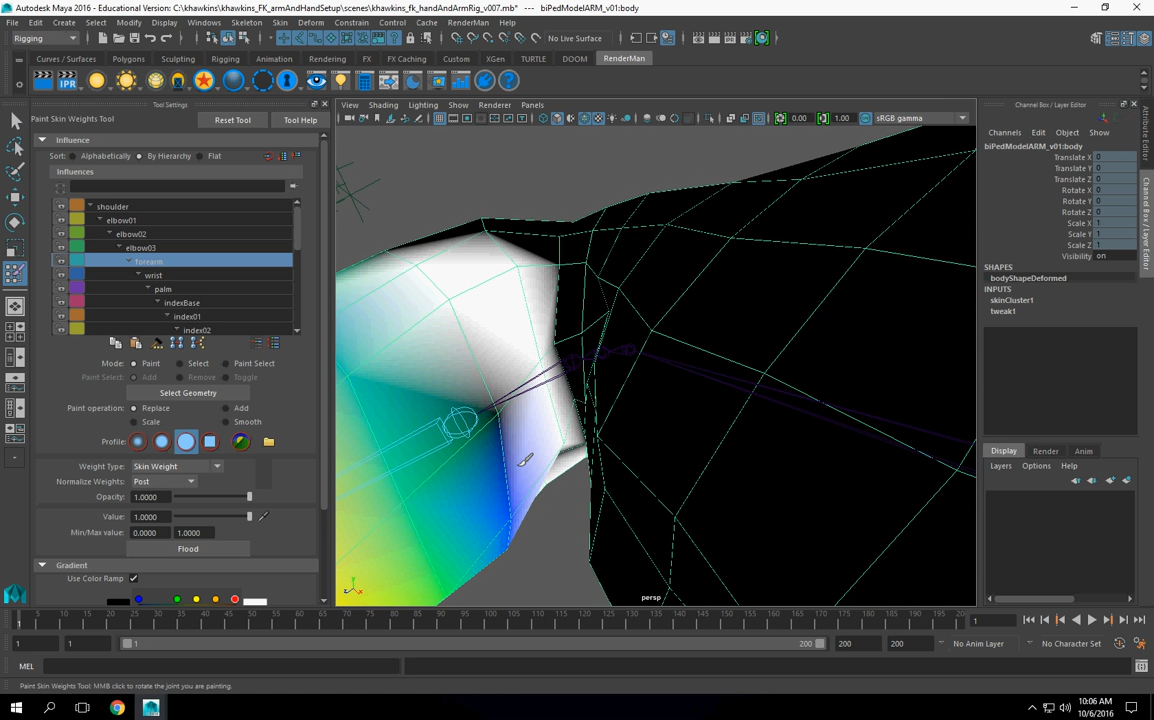 Autodesk Maya 2016 - Educational Version: C:\khawkins\khawkins_FK_armAndHandSetup\scenes\khawkins_fk_handAndArmRig_v007.mb* --- biPedModelARM_v01:body
File Edit Create Select Modify Display Windows Skeleton Skin Deform Constrain Control Cache RenderMan Help
Rigging
No Live Surface
Curves / Surfaces Polygons Sculpting Rigging Animation Rendering FX FX Caching Custom XGen TURTLE DOOM RenderMan
IPR
Tool Settings
Paint Skin Weights Tool
Reset Tool
Tool Help
Influence
Sort: Alphabetically By Hierarchy Flat
Influences
shoulder
elbow01
elbow02
elbow03
forearm
wrist
palm
indexBase
index01
index02
Mode: Paint Select Paint Select
Paint Select: Add Remove Toggle
Select Geometry
Paint operation: Replace Add
Scale Smooth
Profile:
Weight Type: Skin Weight
Normalize Weights: Post
Opacity: 1.0000
Value: 1.0000
Min/Max value: 0.0000 1.0000
Flood
Gradient
Use Color Ramp
View Shading Lighting Show Renderer Panels
0.00 1.00 sRGB gamma
persp
Channel Box / Layer Editor
Channels Edit Object Show
biPedModelARM_v01:body
Translate X 0
Translate Y 0
Translate Z 0
Rotate X 0
Rotate Y 0
Rotate Z 0
Scale X 1
Scale Y 1
Scale Z 1
Visibility on
SHAPES
bodyShapeDeformed
INPUTS
skinCluster1
tweak1
Display Render Anim
Layers Options Help
Attribute Editor
Channel Box / Layer Editor
5 10 15 20 25 30 35 40 45 50 55 60 65 70 75 80 85 90 95 100 105 110 115 120 125 130 135 140 145 150 155 160 165 170 175 180 185 190 195 200
1
1 1 1 200 200 200 No Anim Layer No Character Set
MEL
Paint Skin Weights Tool: MMB click to rotate the joint you are painting.
10:06 AM
10/6/2016